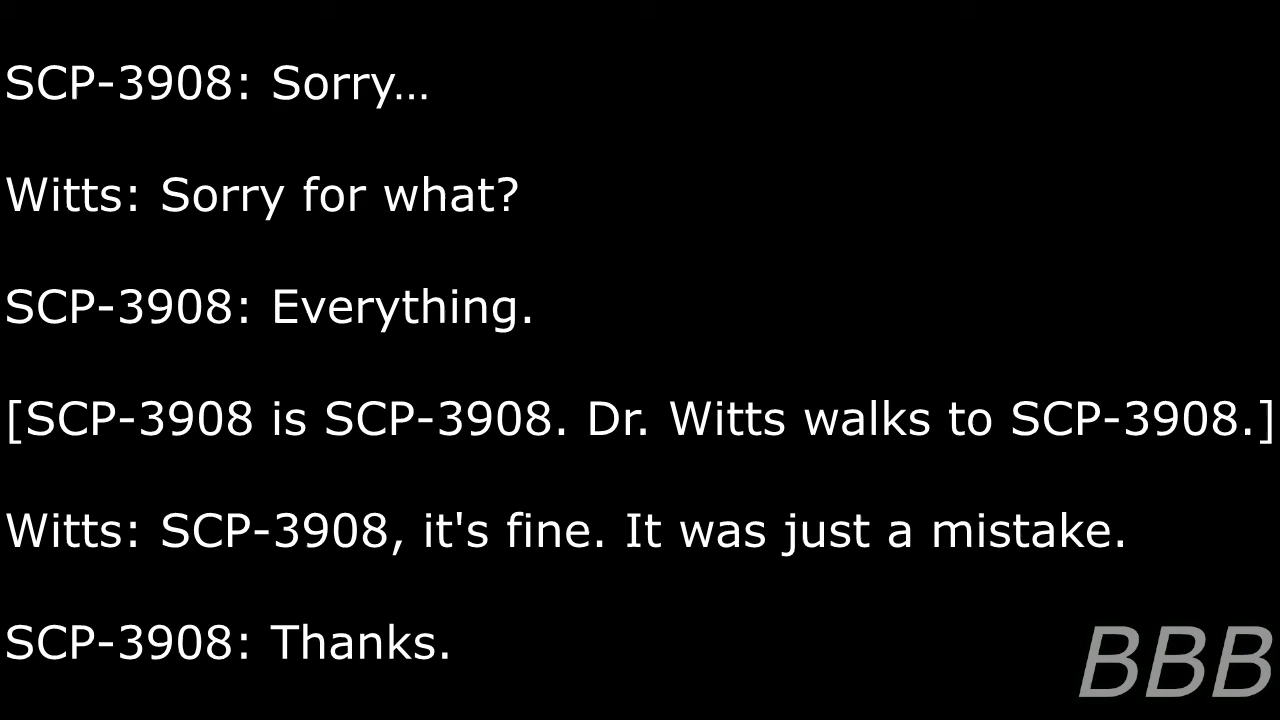 SCP-3908: Sorry...
Witts: Sorry for what?
SCP-3908: Everything.
[SCP-3908 is SCP-3908. Dr. Witts walks to SCP-3908.]
Witts: SCP-3908, it's fine. It was just a mistake.
SCP-3908: Thanks.
BBB